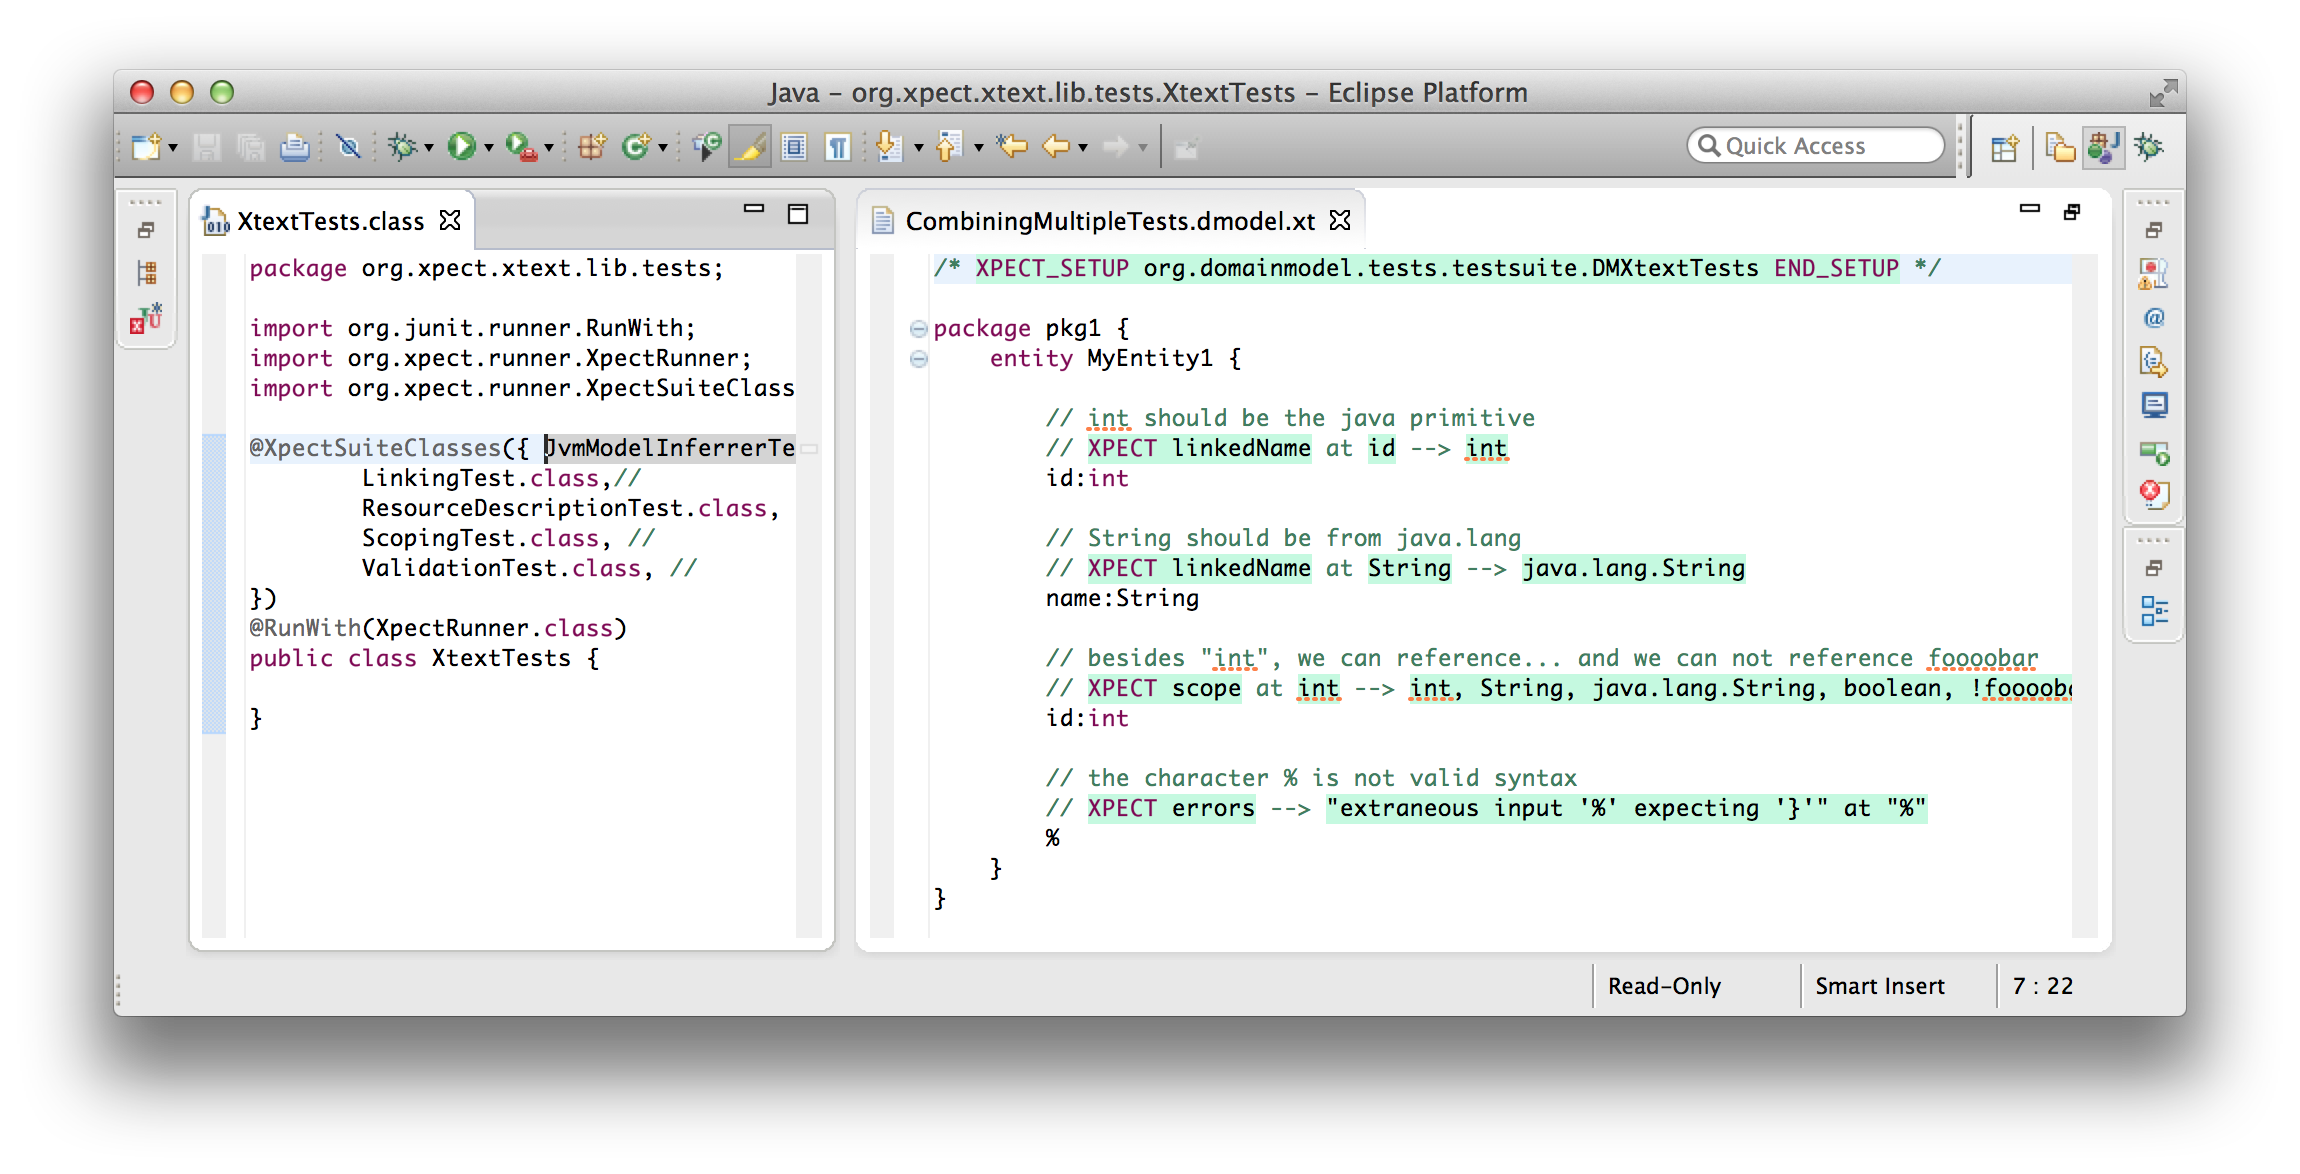 Java – org.xpect.xtext.lib.tests.XtextTests – Eclipse Platform
Quick Access
XtextTests.class
package org.xpect.xtext.lib.tests;
import org.junit.runner.RunWith;
import org.xpect.runner.XpectRunner;
import org.xpect.runner.XpectSuiteClass
@XpectSuiteClasses({ JvmModelInferrerTe
LinkingTest.class,//
ResourceDescriptionTest.class,
ScopingTest.class, //
ValidationTest.class, //
})
@RunWith(XpectRunner.class)
public class XtextTests {
}
CombiningMultipleTests.dmodel.xt
/* XPECT_SETUP org.domainmodel.tests.testsuite.DMXtextTests END_SETUP */
package pkg1 {
entity MyEntity1 {
// int should be the java primitive
// XPECT linkedName at id --> int
id:int
// String should be from java.lang
// XPECT linkedName at String --> java.lang.String
name:String
// besides "int", we can reference... and we can not reference foooobar
// XPECT scope at int --> int, String, java.lang.String, boolean, !foooob
id:int
// the character % is not valid syntax
// XPECT errors --> "extraneous input '%' expecting '}'" at "%"
%
}
}
Read-Only
Smart Insert
7 : 22